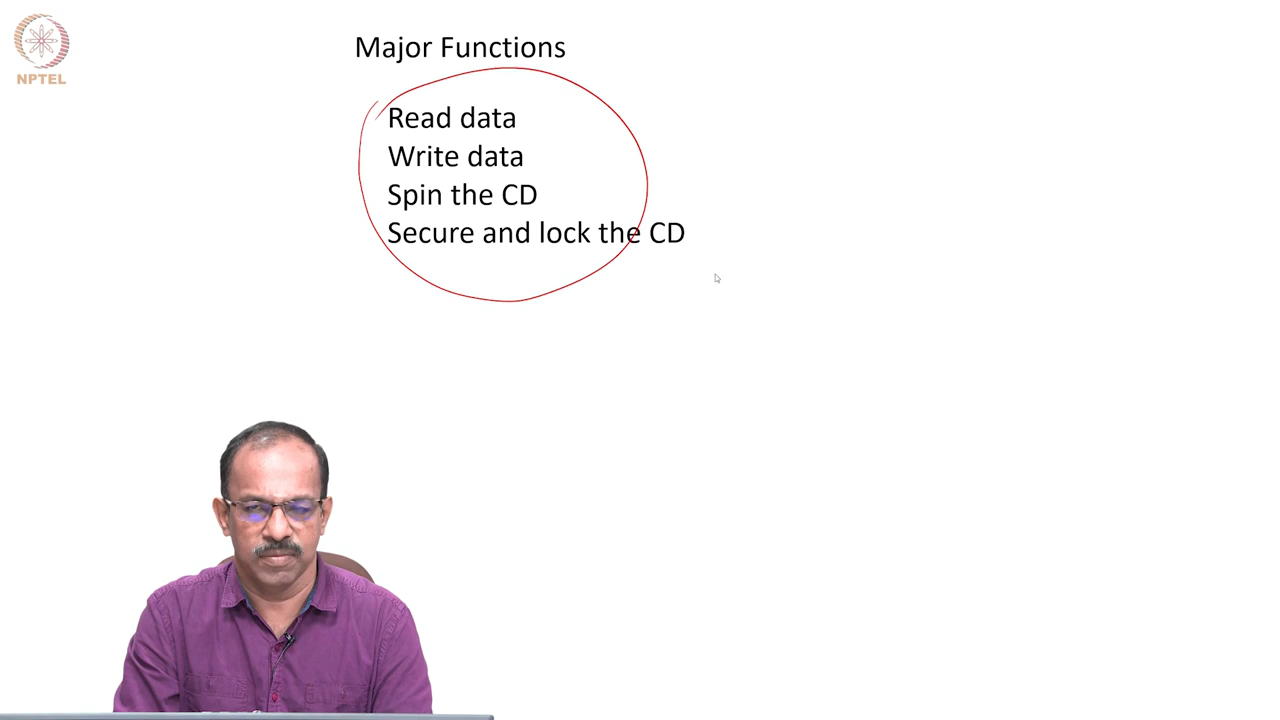 NPTEL
Major Functions
Read data
Write data
Spin the CD
Secure and lock the CD